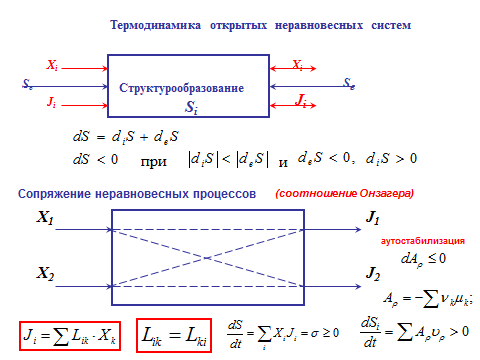 Термодинамика открытых неравновесных систем
Xᵢ Xᵢ
Sₑ Структурообразование Sₑ
Jᵢ Sᵢ Jᵢ
dS = dᵢS + dₑS
dS < 0 при |dᵢS| < |dₑS| и dₑS < 0, dᵢS > 0
Сопряжение неравновесных процессов (соотношение Онзагера)
X₁ J₁
аутостабилизация
dAρ ≤ 0
X₂ J₂
Aρ = −∑νₖμₖ;
Jᵢ = ∑Lᵢₖ · Xₖ Lᵢₖ = Lₖᵢ dS/dt = ∑ᵢ XᵢJᵢ = σ ≥ 0 dSᵢ/dt = ∑Aρυρ > 0